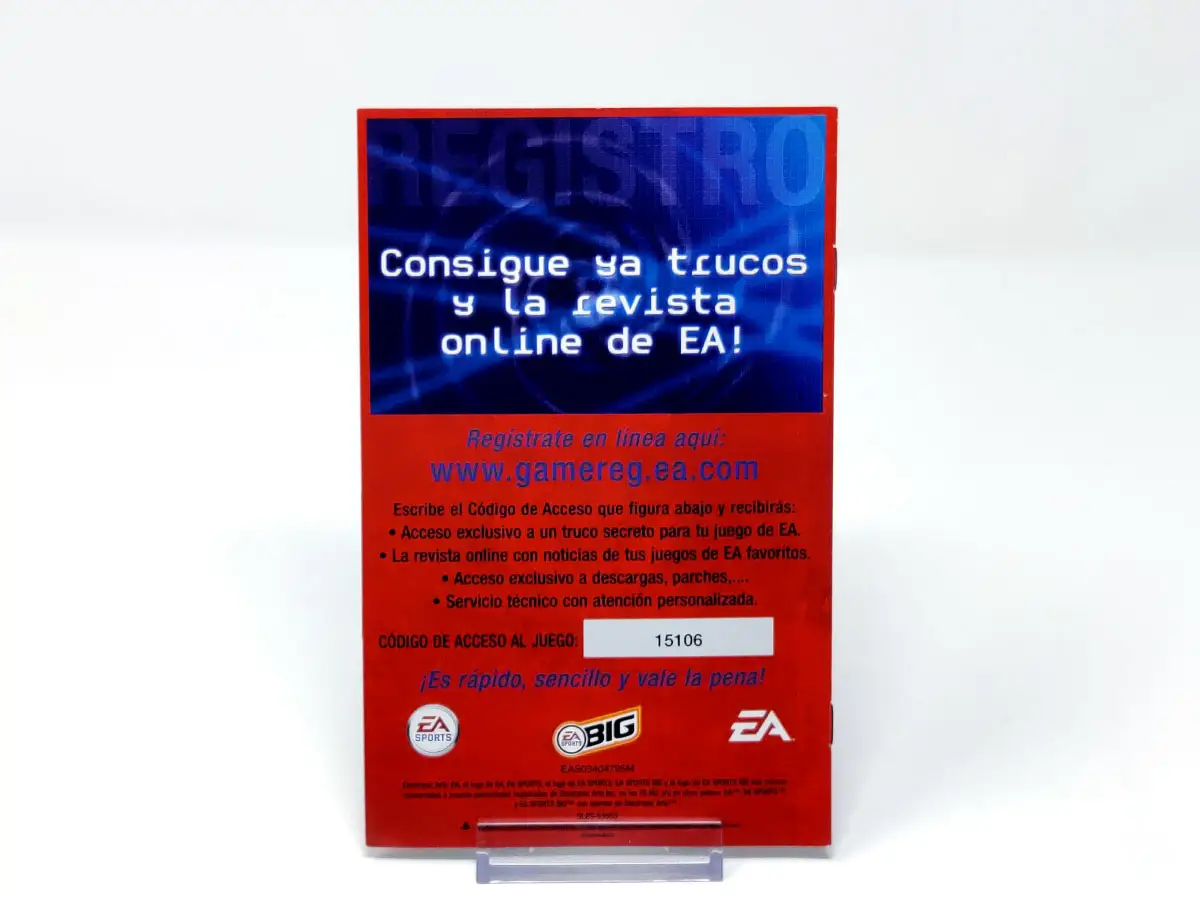 REGISTRO
Consigue ya trucos
y la revista
online de EA!
Regístrate en línea aquí:
www.gamereg.ea.com
Escribe el Código de Acceso que figura abajo y recibirás:
• Acceso exclusivo a un truco secreto para tu juego de EA.
• La revista online con noticias de tus juegos de EA favoritos.
• Acceso exclusivo a descargas, parches,....
• Servicio técnico con atención personalizada.
CÓDIGO DE ACCESO AL JUEGO: 15106
¡Es rápido, sencillo y vale la pena!
EA SPORTS
EA SPORTS BIG
EA